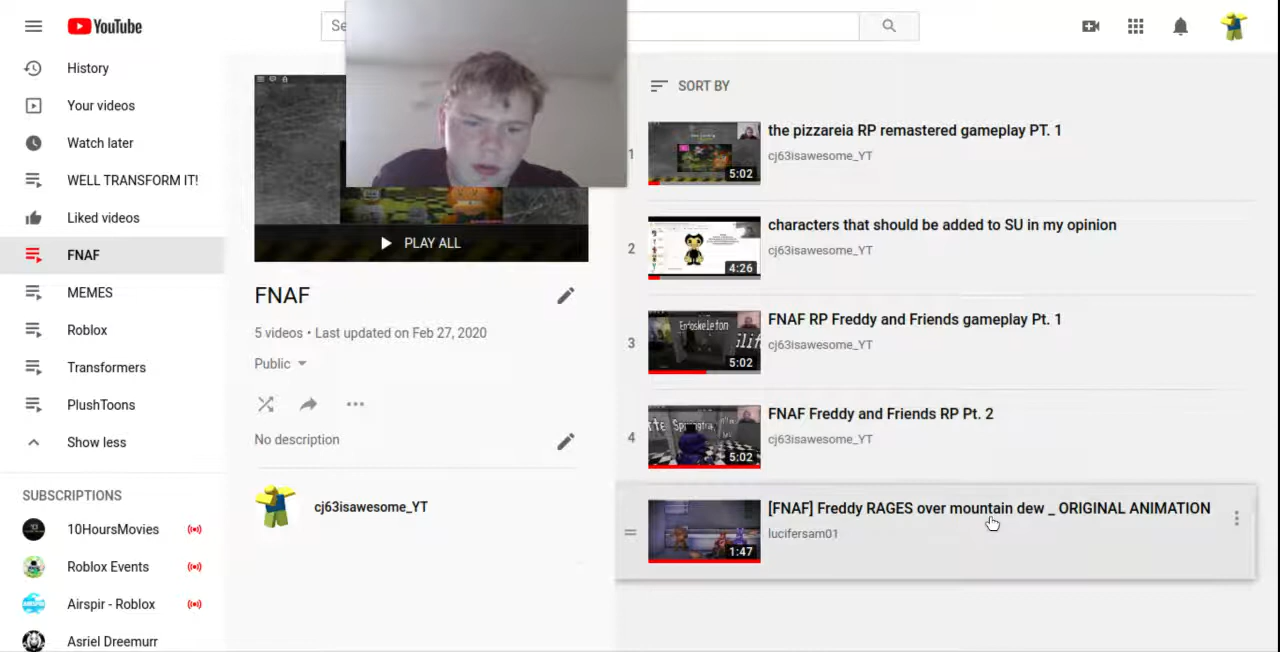 YouTube
Se
History
Your videos
Watch later
WELL TRANSFORM IT!
Liked videos
FNAF
MEMES
Roblox
Transformers
PlushToons
Show less
SUBSCRIPTIONS
10HoursMovies
Roblox Events
Airspir - Roblox
Asriel Dreemurr
PLAY ALL
FNAF
5 videos • Last updated on Feb 27, 2020
Public
No description
cj63isawesome_YT
SORT BY
1
5:02
the pizzareia RP remastered gameplay PT. 1
cj63isawesome_YT
2
4:26
characters that should be added to SU in my opinion
cj63isawesome_YT
3
Endoskeleton
5:02
FNAF RP Freddy and Friends gameplay Pt. 1
cj63isawesome_YT
4
5:02
FNAF Freddy and Friends RP Pt. 2
cj63isawesome_YT
1:47
[FNAF] Freddy RAGES over mountain dew _ ORIGINAL ANIMATION
lucifersam01